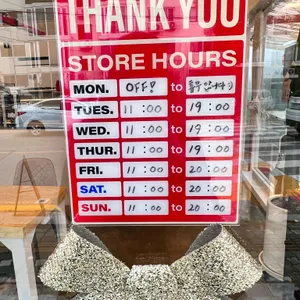 THANK YOU
STORE HOURS
MON. OFF! to
TUES. 11:00 to 19:00
WED. 11:00 to 19:00
THUR. 11:00 to 19:00
FRI. 11:00 to 20:00
SAT. 11:00 to 20:00
SUN. 11:00 to 20:00